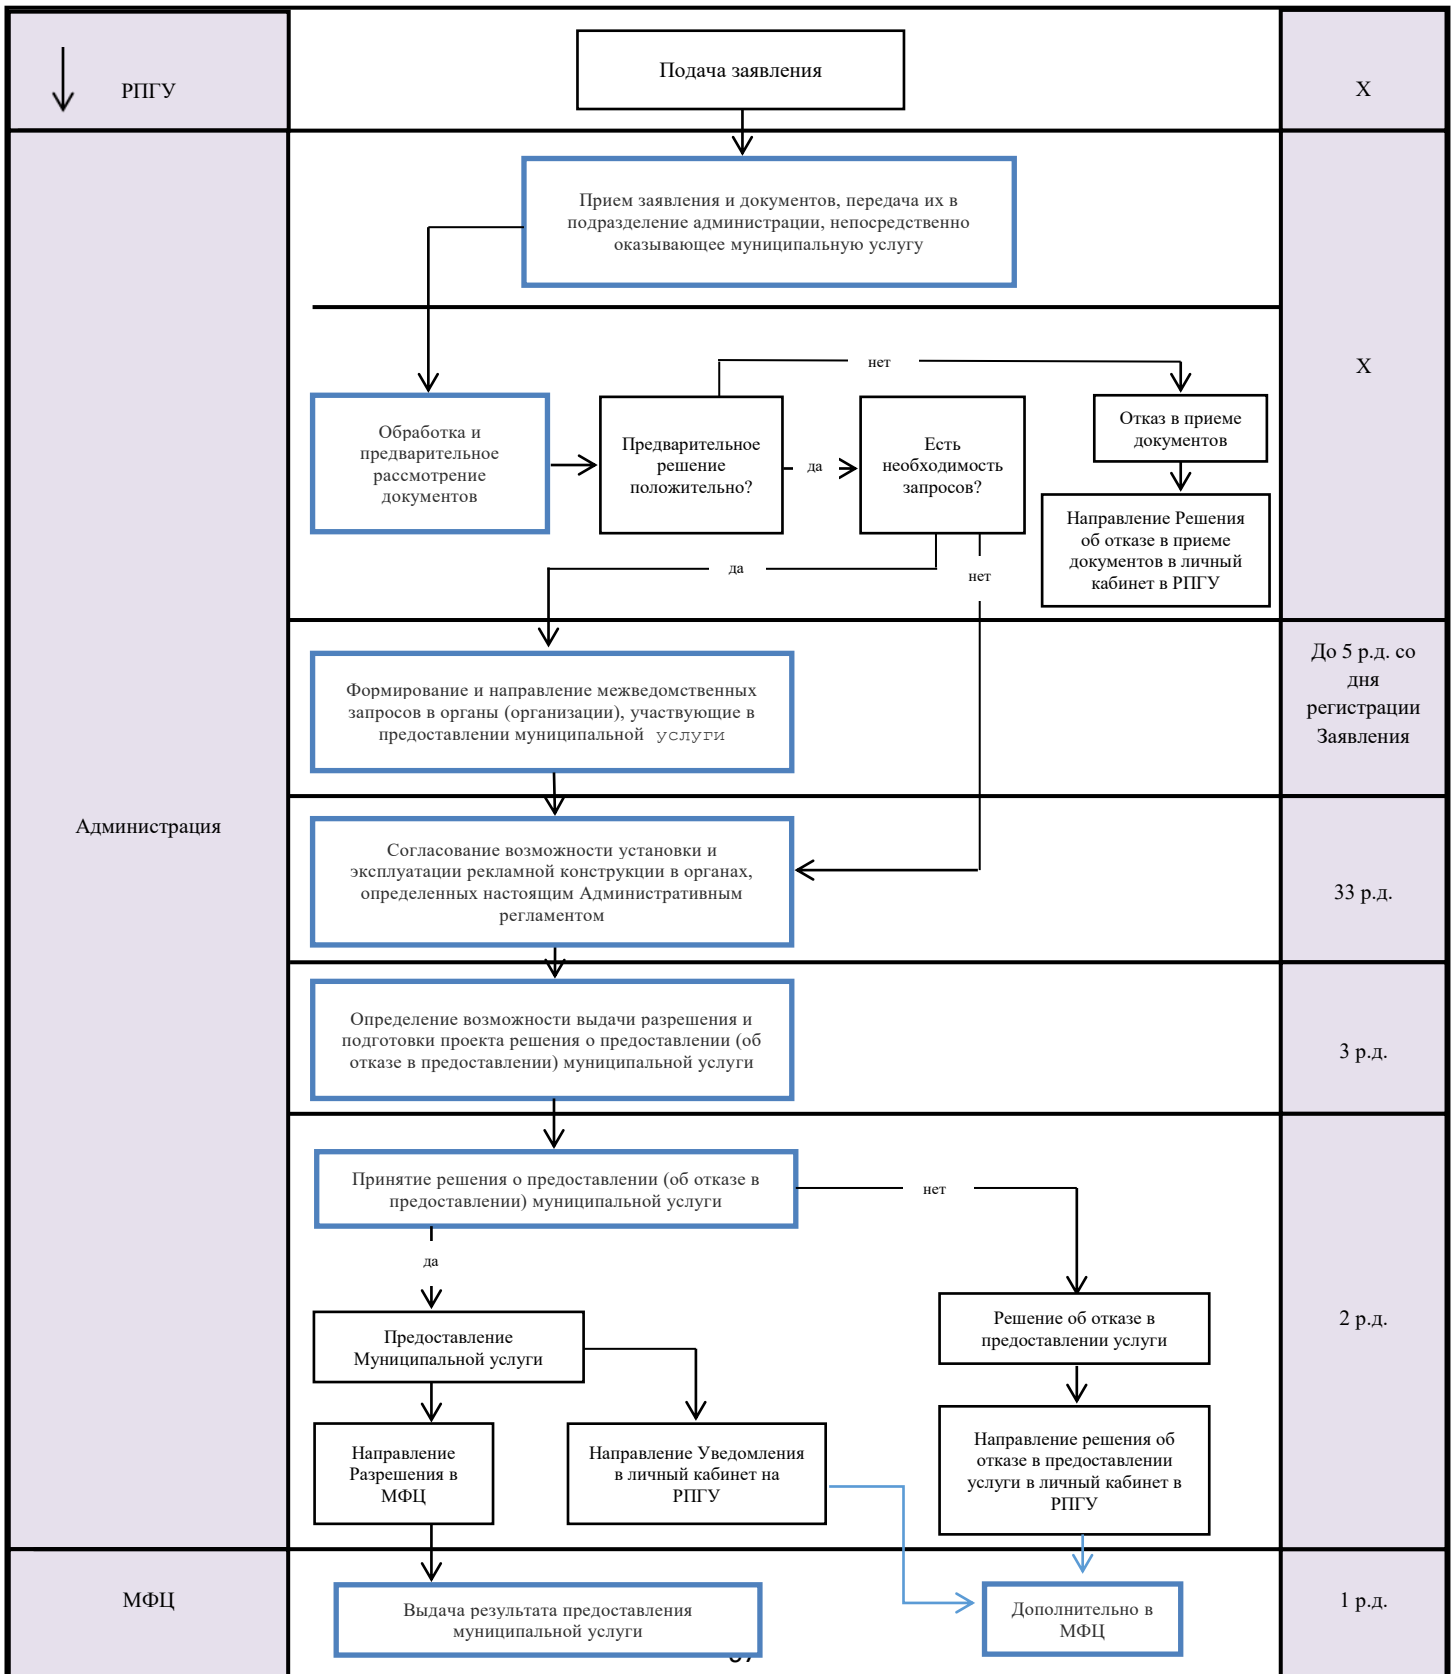 РПГУ
Подача заявления
X
Прием заявления и документов, передача их в
подразделение администрации, непосредственно
оказывающее муниципальную услугу
X
нет
Обработка и
предварительное
рассмотрение
документов
Предварительное
решение
положительно?
да
Есть
необходимость
запросов?
Отказ в приеме
документов
Направление Решения
об отказе в приеме
документов в личный
кабинет в РПГУ
да
нет
Администрация
Формирование и направление межведомственных
запросов в органы (организации), участвующие в
предоставлении муниципальной услуги
До 5 р.д. со
дня
регистрации
Заявления
Согласование возможности установки и
эксплуатации рекламной конструкции в органах,
определенных настоящим Административным
регламентом
33 р.д.
Определение возможности выдачи разрешения и
подготовки проекта решения о предоставлении (об
отказе в предоставлении) муниципальной услуги
3 р.д.
Принятие решения о предоставлении (об отказе в
предоставлении) муниципальной услуги
нет
да
Предоставление
Муниципальной услуги
Решение об отказе в
предоставлении услуги
2 р.д.
Направление
Разрешения в
МФЦ
Направление Уведомления
в личный кабинет на
РПГУ
Направление решения об
отказе в предоставлении
услуги в личный кабинет в
РПГУ
МФЦ
Выдача результата предоставления
муниципальной услуги
Дополнительно в
МФЦ
1 р.д.